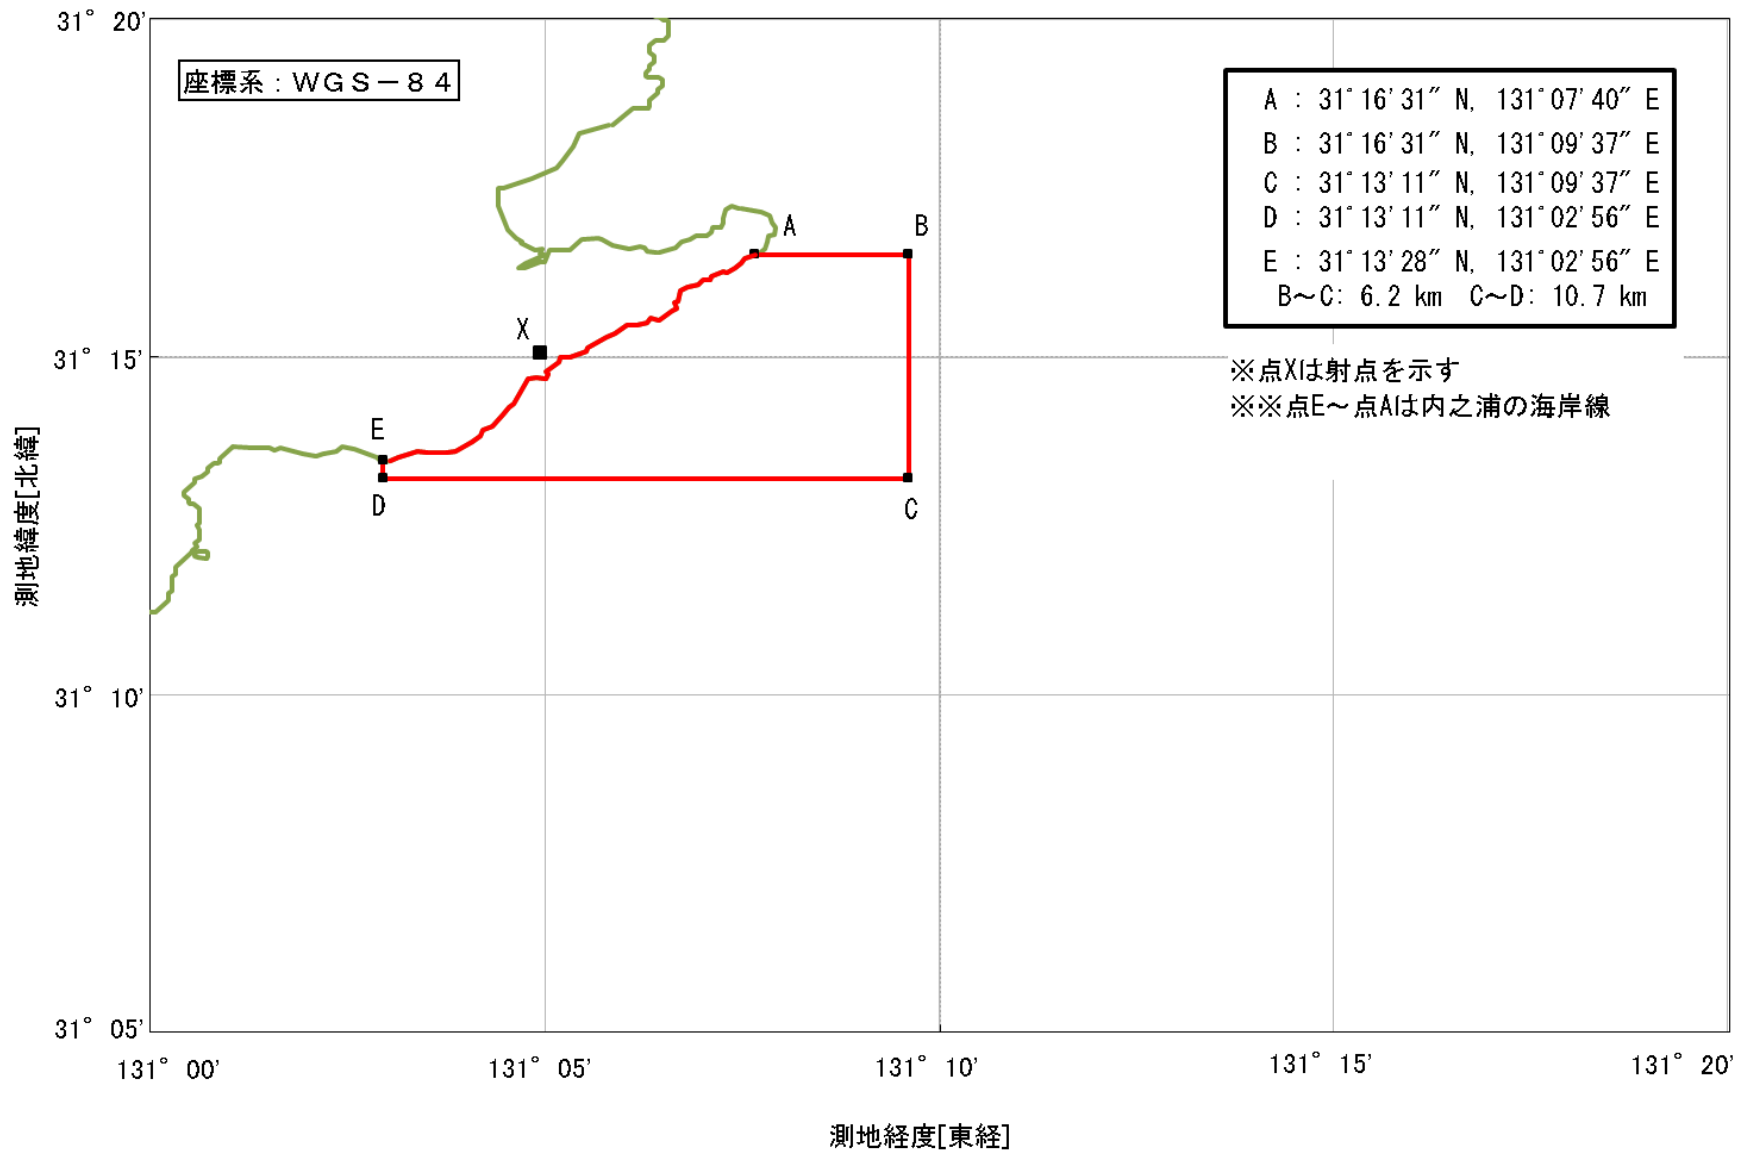 31° 20'
座標系：ＷＧＳ－８４
A : 31°16'31″ N, 131°07'40″ E
B : 31°16'31″ N, 131°09'37″ E
C : 31°13'11″ N, 131°09'37″ E
D : 31°13'11″ N, 131°02'56″ E
E : 31°13'28″ N, 131°02'56″ E
B～C: 6.2 km C～D: 10.7 km
A
B
X
31° 15'
※点Xは射点を示す
※※点E～点Aは内之浦の海岸線
E
D
C
測地緯度[北緯]
31° 10'
31° 05'
131° 00'
131° 05'
131° 10'
131° 15'
131° 20'
測地経度[東経]